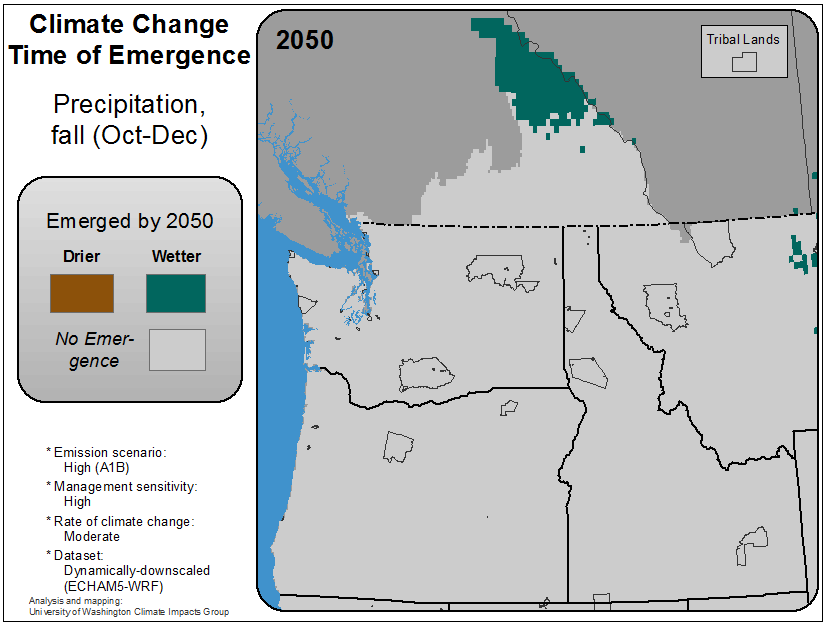 Climate Change
Time of Emergence
Precipitation,
fall (Oct-Dec)
Emerged by 2050
Drier Wetter
No Emer-
gence
* Emission scenario:
High (A1B)
* Management sensitivity:
High
* Rate of climate change:
Moderate
* Dataset:
Dynamically-downscaled
(ECHAM5-WRF)
Analysis and mapping:
University of Washington Climate Impacts Group
2050
Tribal Lands